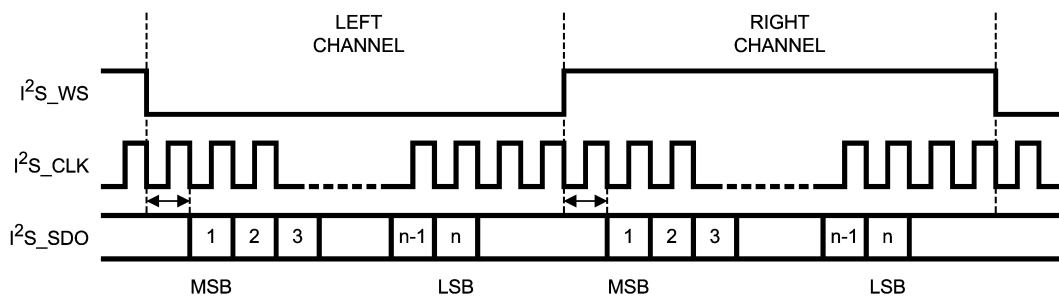 LEFT
CHANNEL
RIGHT
CHANNEL
I²S_WS
I²S_CLK
I²S_SDO
1 2 3 n-1 n 1 2 3 n-1 n
MSB LSB MSB LSB